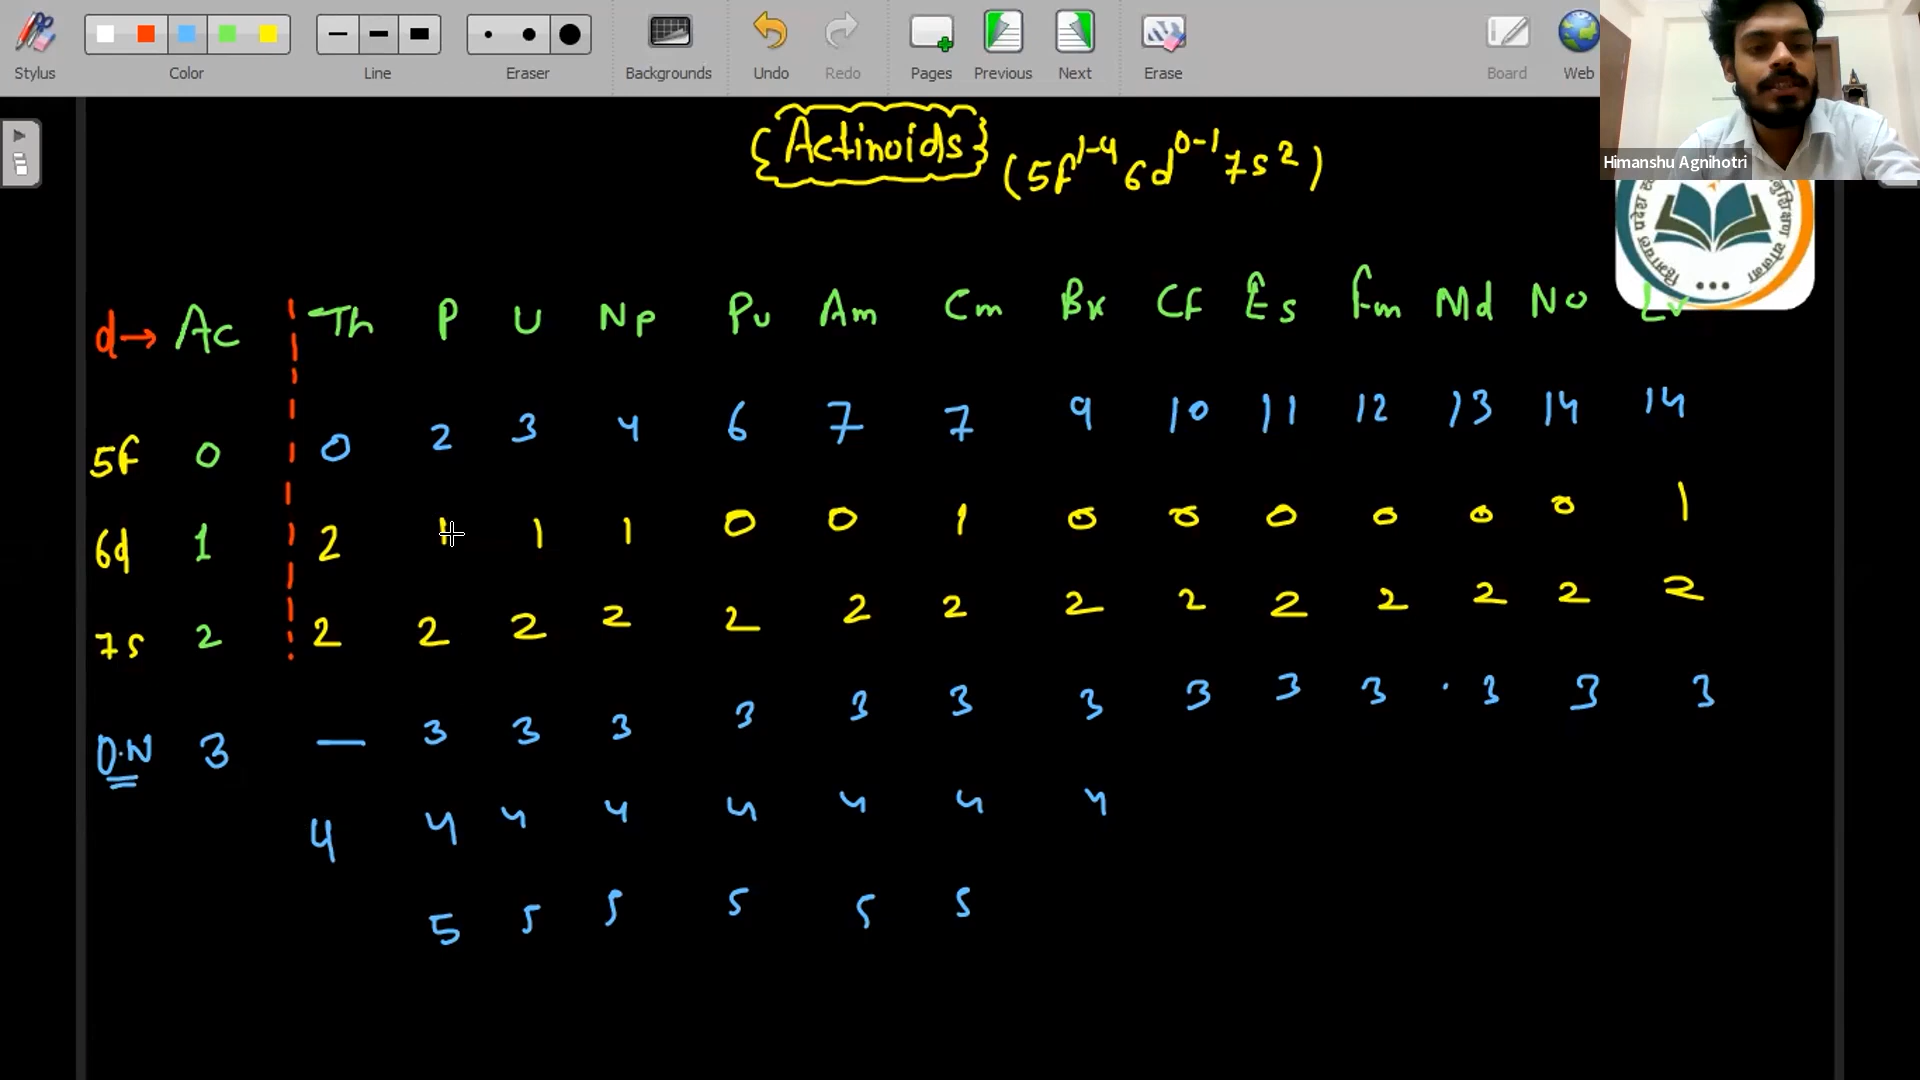 Stylus Color Line Eraser Backgrounds Undo Redo Pages Previous Next Erase Board Web
Himanshu Agnihotri
{Actinoids} (5f¹⁻⁴ 6d⁰⁻¹ 7s²)
d→ Ac Th P U Np Pu Am Cm Bk Cf Es Fm Md No
5f 0 0 2 3 4 6 7 7 9 10 11 12 13 14 14
6d 1 2 1 1 1 0 0 1 0 0 0 0 0 0 1
7s 2 2 2 2 2 2 2 2 2 2 2 2 2 2 2
O.N 3 — 3 3 3 3 3 3 3 3 3 3 3 3 3
4 4 4 4 4 4 4 4
5 5 5 5 5 5